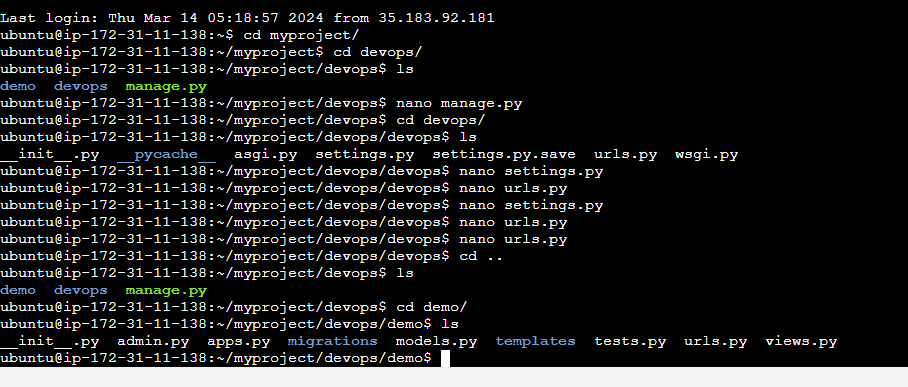 Last login: Thu Mar 14 05:18:57 2024 from 35.183.92.181
ubuntu@ip-172-31-11-138:~$ cd myproject/
ubuntu@ip-172-31-11-138:~/myproject$ cd devops/
ubuntu@ip-172-31-11-138:~/myproject/devops$ ls
demo  devops  manage.py
ubuntu@ip-172-31-11-138:~/myproject/devops$ nano manage.py
ubuntu@ip-172-31-11-138:~/myproject/devops$ cd devops/
ubuntu@ip-172-31-11-138:~/myproject/devops/devops$ ls
__init__.py  __pycache__  asgi.py  settings.py  settings.py.save  urls.py  wsgi.py
ubuntu@ip-172-31-11-138:~/myproject/devops/devops$ nano settings.py
ubuntu@ip-172-31-11-138:~/myproject/devops/devops$ nano urls.py
ubuntu@ip-172-31-11-138:~/myproject/devops/devops$ nano settings.py
ubuntu@ip-172-31-11-138:~/myproject/devops/devops$ nano urls.py
ubuntu@ip-172-31-11-138:~/myproject/devops/devops$ nano urls.py
ubuntu@ip-172-31-11-138:~/myproject/devops/devops$ cd ..
ubuntu@ip-172-31-11-138:~/myproject/devops$ ls
demo  devops  manage.py
ubuntu@ip-172-31-11-138:~/myproject/devops$ cd demo/
ubuntu@ip-172-31-11-138:~/myproject/devops/demo$ ls
__init__.py  admin.py  apps.py  migrations  models.py  templates  tests.py  urls.py  views.py
ubuntu@ip-172-31-11-138:~/myproject/devops/demo$